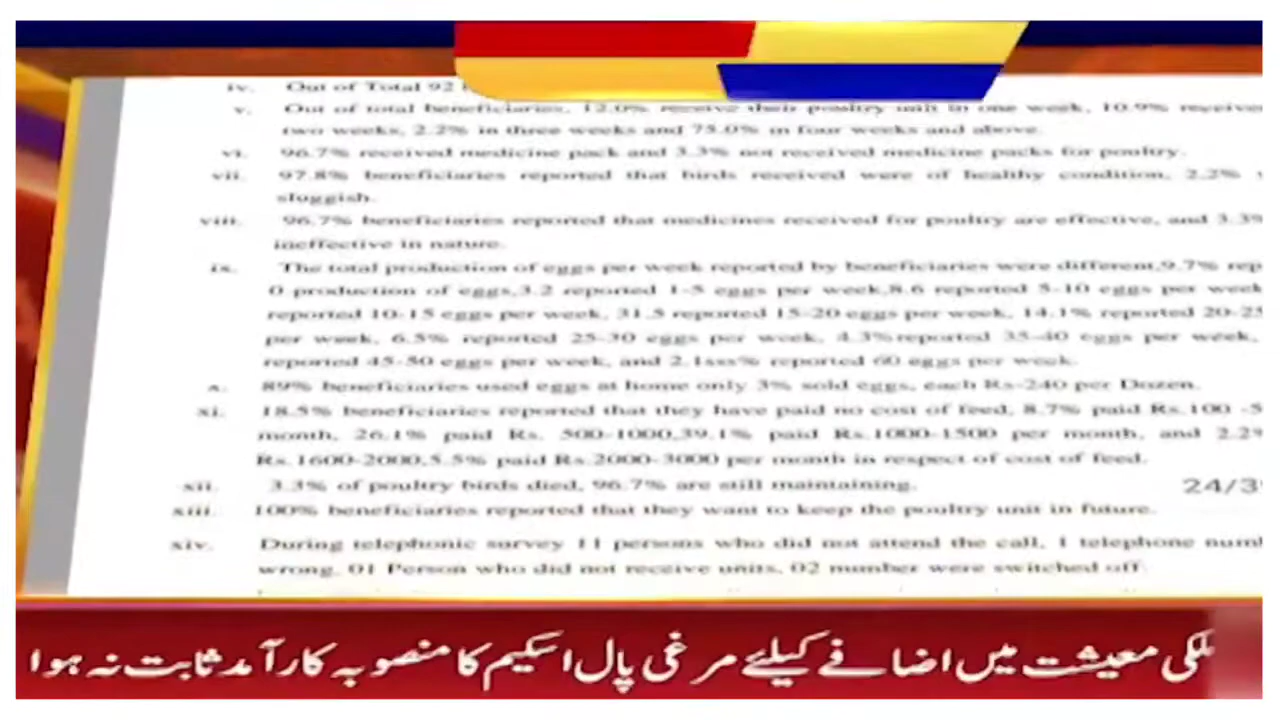 iv. Out of Total 92
v. Out of total beneficiaries, 12.0% receive their poultry unit in one week, 10.9% receive
two weeks, 2.2% in three weeks and 75.0% in four weeks and above.
vi. 96.7% received medicine pack and 3.3% not received medicine packs for poultry.
vii. 97.8% beneficiaries reported that birds received were of healthy condition, 2.2%
sluggish.
viii. 96.7% beneficiaries reported that medicines received for poultry are effective, and 3.3%
ineffective in nature.
ix. The total production of eggs per week reported by beneficiaries were different,9.7% rep
0 production of eggs,3.2 reported 1-5 eggs per week,8.6 reported 5-10 eggs per week
reported 10-15 eggs per week, 31.5 reported 15-20 eggs per week, 14.1% reported 20-25
per week, 6.5% reported 25-30 eggs per week, 4.3%reported 35-40 eggs per week,
reported 45-50 eggs per week, and 2.1sss% reported 60 eggs per week.
x. 89% beneficiaries used eggs at home only 3% sold eggs, each Rs-240 per Dozen.
xi. 18.5% beneficiaries reported that they have paid no cost of feed, 8.7% paid Rs.100 -5
month, 26.1% paid Rs. 500-1000,39.1% paid Rs.1000-1500 per month, and 2.2%
Rs.1600-2000,5.5% paid Rs.2000-3000 per month in respect of cost of feed.
xii. 3.3% of poultry birds died, 96.7% are still maintaining.
24/3
xiii. 100% beneficiaries reported that they want to keep the poultry unit in future.
xiv. During telephonic survey 11 persons who did not attend the call, 1 telephone num
wrong, 01 Person who did not receive units, 02 number were switched off.
ملکی معیشت میں اضافے کیلئے مرغی پال اسکیم کا منصوبہ کارآمد ثابت نہ ہوا